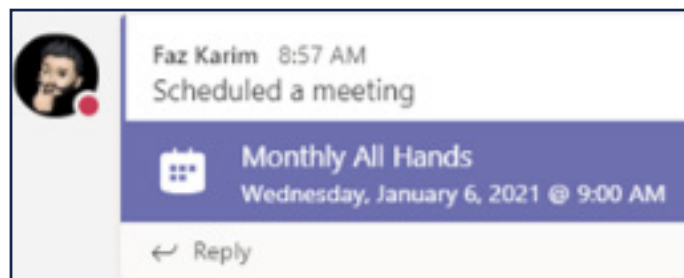 Faz Karim 8:57 AM
Scheduled a meeting
Monthly All Hands
Wednesday, January 6, 2021 @ 9:00 AM
Reply